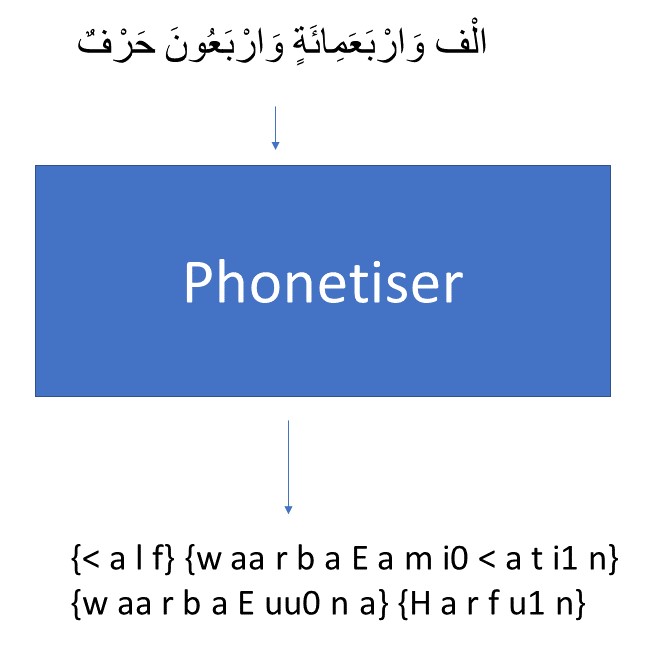 الْف وَارْبَعَمِائَةٍ وَارْبَعُونَ حَرْفٌ
Phonetiser
{< a l f} {w aa r b a E a m i0 < a t i1 n}
{w aa r b a E uu0 n a} {H a r f u1 n}